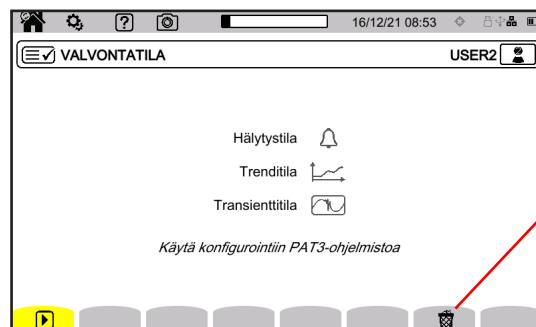 ? 16/12/21 08:53
VALVONTATILA USER2
Hälytystila
Trenditila
Transienttitila
Käytä konfigurointiin PAT3-ohjelmistoa